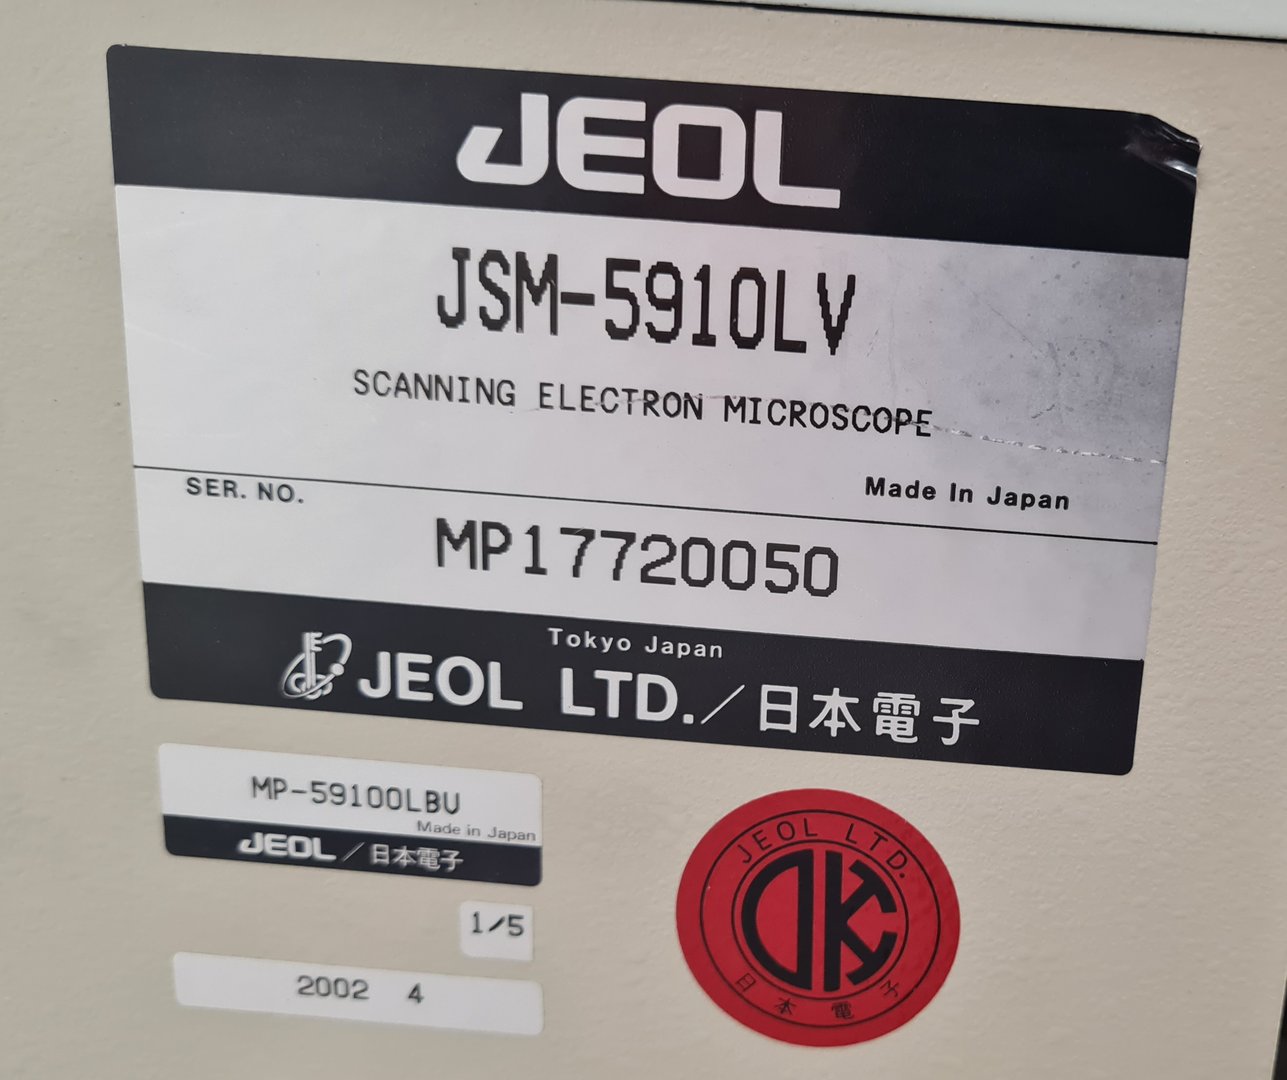 JEOL
JSM-5910LV
SCANNING ELECTRON MICROSCOPE
Made In Japan
SER. NO.
MP17720050
Tokyo Japan
JEOL LTD./日本電子
MP-59100LBU
Made in Japan
JEOL/日本電子
1/5
2002 4
JEOL LTD.
OK
日本電子